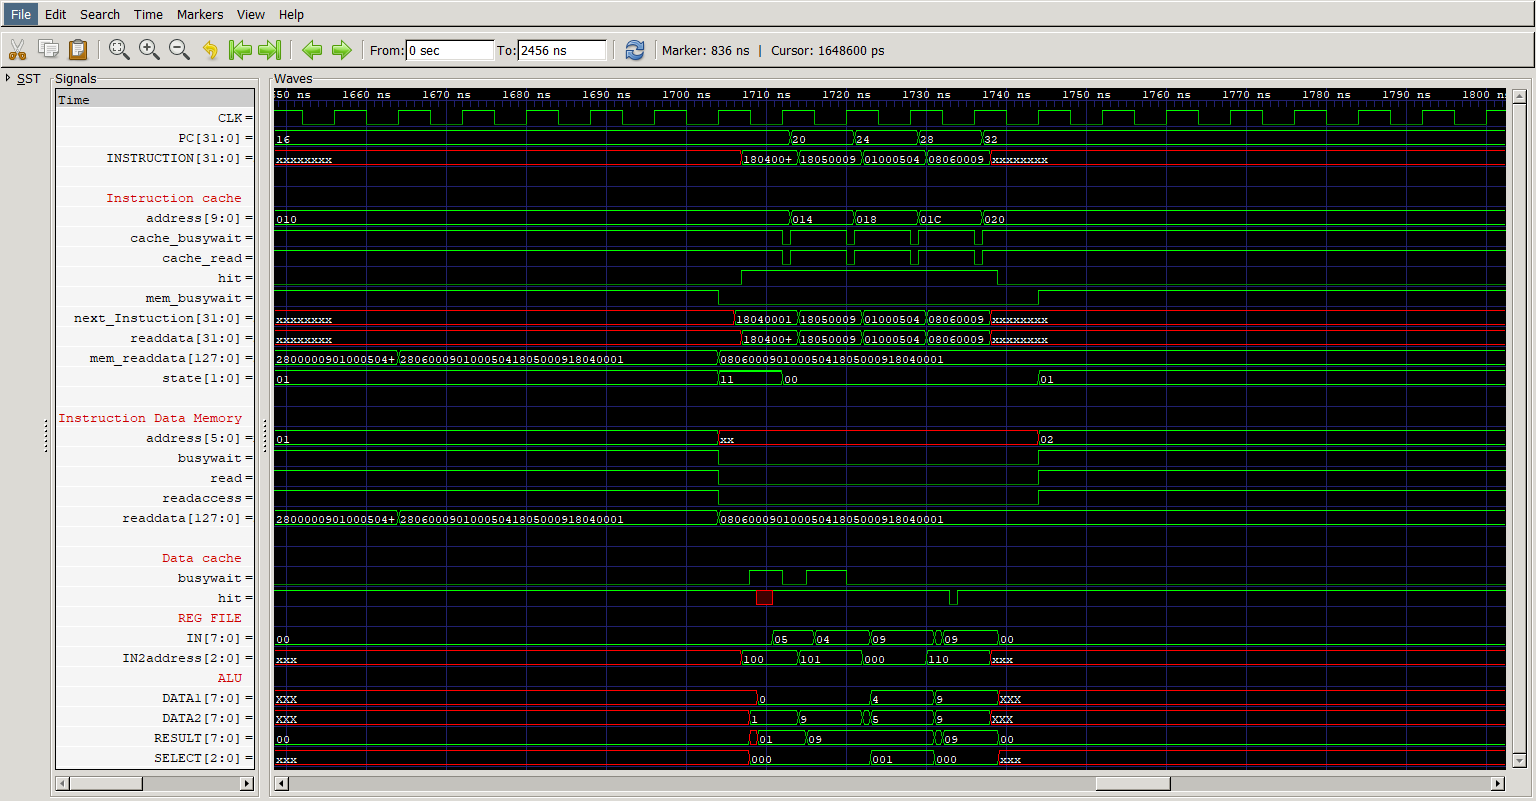 File Edit Search Time Markers View Help
From: 0 sec To: 2456 ns Marker: 836 ns | Cursor: 1648600 ps
SST Signals Waves
Time 1660 ns 1670 ns 1680 ns 1690 ns 1700 ns 1710 ns 1720 ns 1730 ns 1740 ns 1750 ns 1760 ns 1770 ns 1780 ns 1790 ns 1800 ns
CLK =
PC[31:0] = 16 20 24 28 32
INSTRUCTION[31:0] = xxxxxxxx 180400+ 18050009 01000504 08060009 xxxxxxxx
Instruction cache
address[9:0] = 010 014 018 01C 020
cache_busywait =
cache_read =
hit =
mem_busywait =
next_Instuction[31:0] = xxxxxxxx 18040001 18050009 01000504 08060009 xxxxxxxx
readdata[31:0] = xxxxxxxx 180400+ 18050009 01000504 08060009 xxxxxxxx
mem_readdata[127:0] = 2800000901000504+ 28060009010005041805000918040001 08060009010005041805000918040001
state[1:0] = 01 11 00 01
Instruction Data Memory
address[5:0] = 01 xx 02
busywait =
read =
readaccess =
readdata[127:0] = 2800000901000504+ 28060009010005041805000918040001 08060009010005041805000918040001
Data cache
busywait =
hit =
REG FILE
IN[7:0] = 00 05 04 09 09 00
IN2address[2:0] = xxx 100 101 000 110 xxx
ALU
DATA1[7:0] = XXX 0 4 9 XXX
DATA2[7:0] = XXX 1 9 5 9 XXX
RESULT[7:0] = 00 01 09 09 00
SELECT[2:0] = xxx 000 001 000 xxx